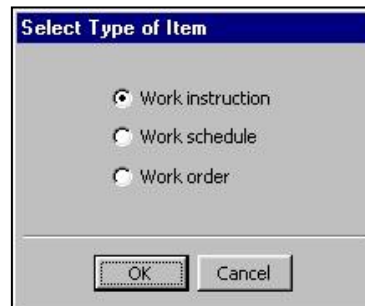 Select Type of Item
Work instruction
Work schedule
Work order
OK Cancel